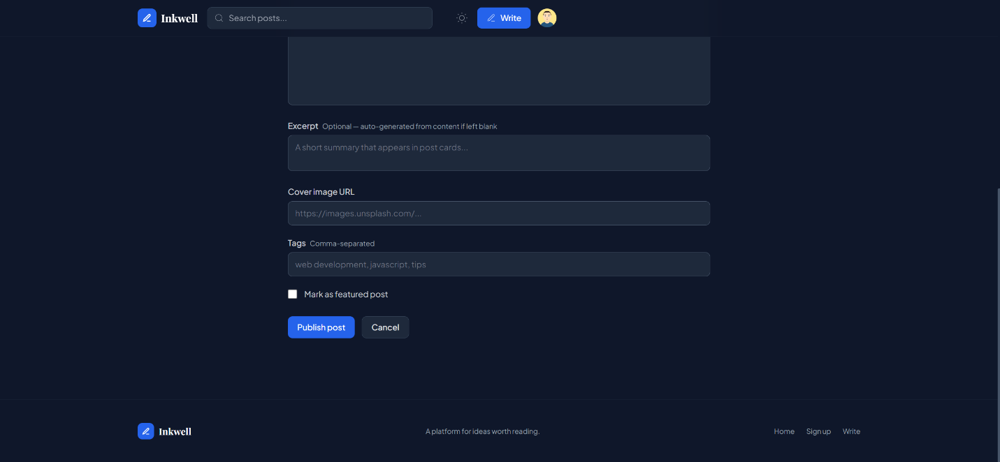 Inkwell
Search posts...
Write
Excerpt Optional — auto-generated from content if left blank
A short summary that appears in post cards...
Cover image URL
https://images.unsplash.com/...
Tags Comma-separated
web development, javascript, tips
Mark as featured post
Publish post
Cancel
Inkwell
A platform for ideas worth reading.
Home
Sign up
Write